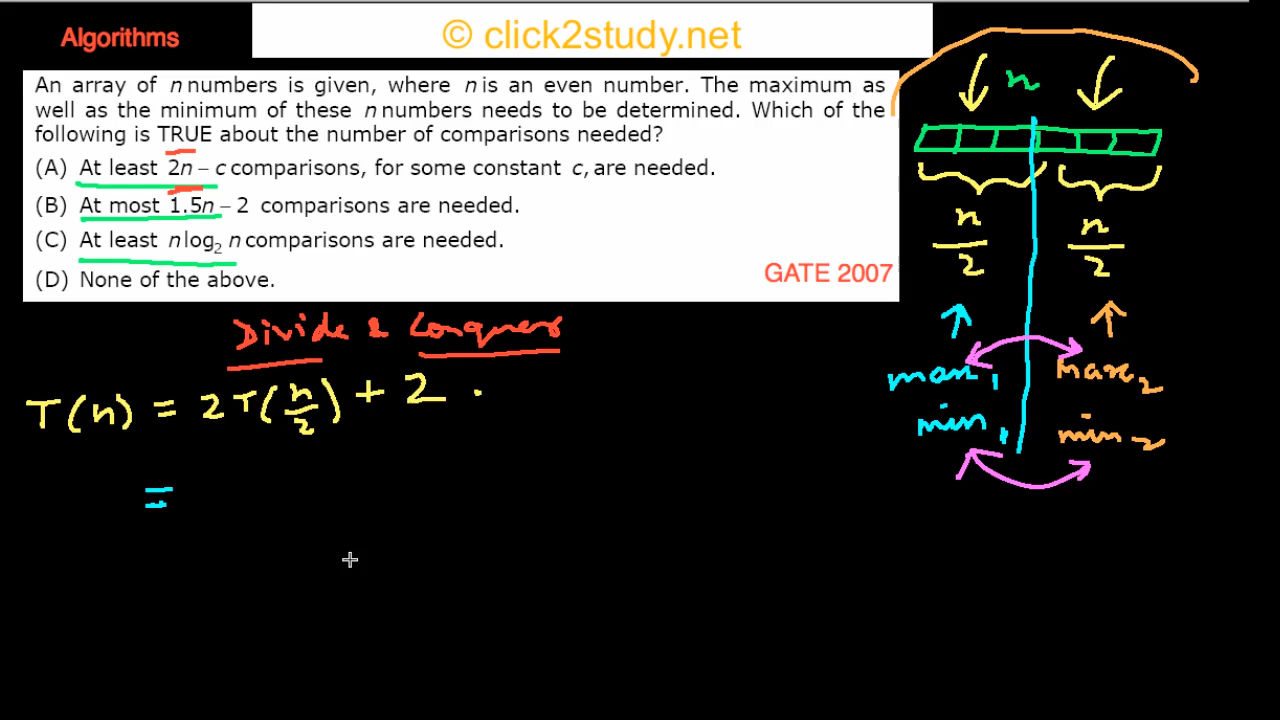 Algorithms
© click2study.net
An array of n numbers is given, where n is an even number. The maximum as
well as the minimum of these n numbers needs to be determined. Which of the
following is TRUE about the number of comparisons needed?
(A) At least 2n – c comparisons, for some constant c, are needed.
(B) At most 1.5n – 2 comparisons are needed.
(C) At least n log₂ n comparisons are needed.
(D) None of the above.
GATE 2007
n
n/2 n/2
max₁ max₂
min₁ min₂
Divide & Conquer
T(n) = 2T(n/2) + 2 .
=